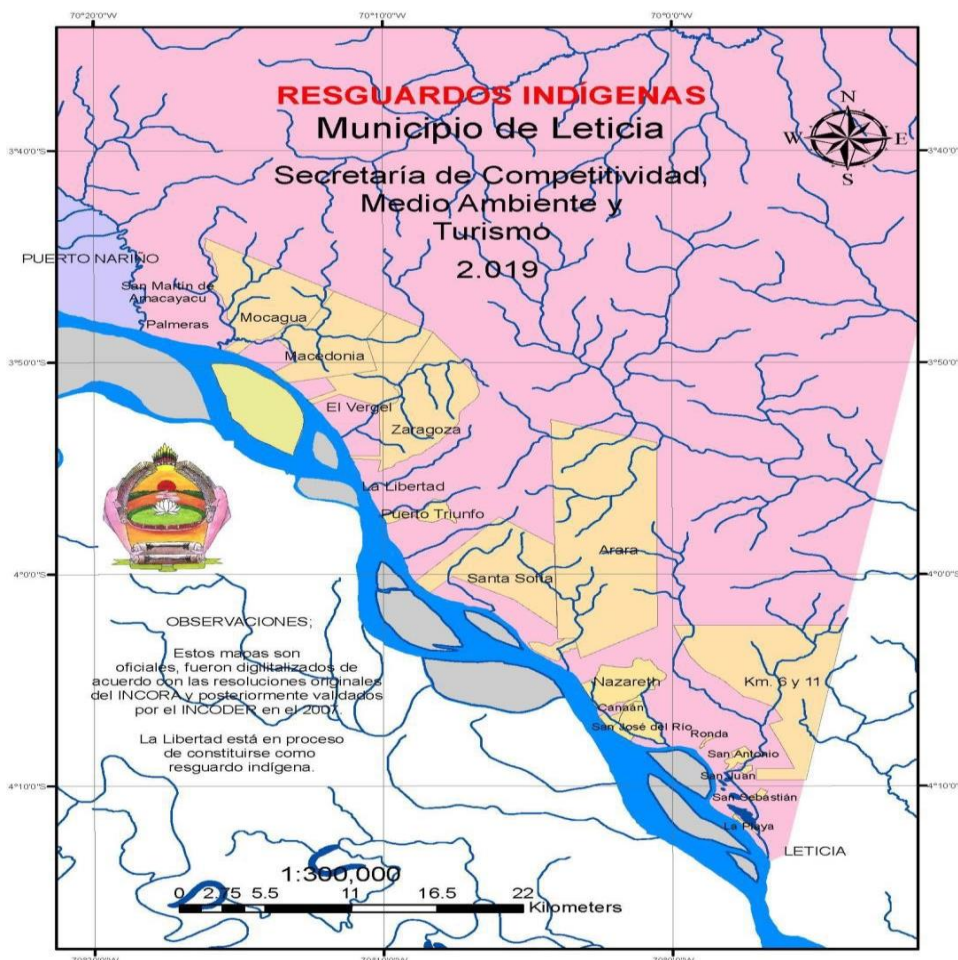 70°20'0"W
70°10'0"W
70°0'0"W
RESGUARDOS INDÍGENAS
Municipio de Leticia
Secretaría de Competitividad,
Medio Ambiente y
Turismo
2.019
N
W
E
S
3°40'0"S
3°40'0"S
PUERTO NARIÑO
San Martín de
Amacayacu
Palmeras
Mocagua
Macedonia
3°50'0"S
3°50'0"S
El Vergel
Zaragoza
La Libertad
Puerto Triunfo
Arara
Santa Sofía
4°0'0"S
4°0'0"S
OBSERVACIONES;
Estos mapas son
oficiales, fueron digilitalizados de
acuerdo con las resoluciones originales
del INCORA y posteriormente validados
por el INCODER en el 2007.
La Libertad está en proceso
de constituirse como
resguardo indígena.
Nazareth
Km. 6 y 11
Canaán
San José del Río
Ronda
San Antonio
San Juan
4°10'0"S
4°10'0"S
San Sebastián
La Playa
LETICIA
1:300,000
0 2.75 5.5 11 16.5 22
Kilometers